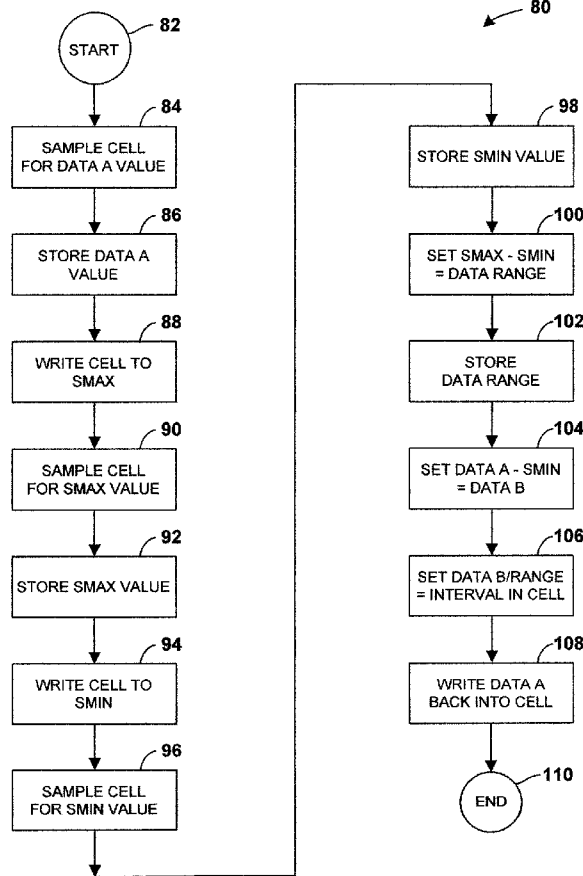 82
START
84
SAMPLE CELL
FOR DATA A VALUE
86
STORE DATA A
VALUE
88
WRITE CELL TO
SMAX
90
SAMPLE CELL
FOR SMAX VALUE
92
STORE SMAX VALUE
94
WRITE CELL TO
SMIN
96
SAMPLE CELL
FOR SMIN VALUE
80
98
STORE SMIN VALUE
100
SET SMAX - SMIN
= DATA RANGE
102
STORE
DATA RANGE
104
SET DATA A - SMIN
= DATA B
106
SET DATA B/RANGE
= INTERVAL IN CELL
108
WRITE DATA A
BACK INTO CELL
110
END